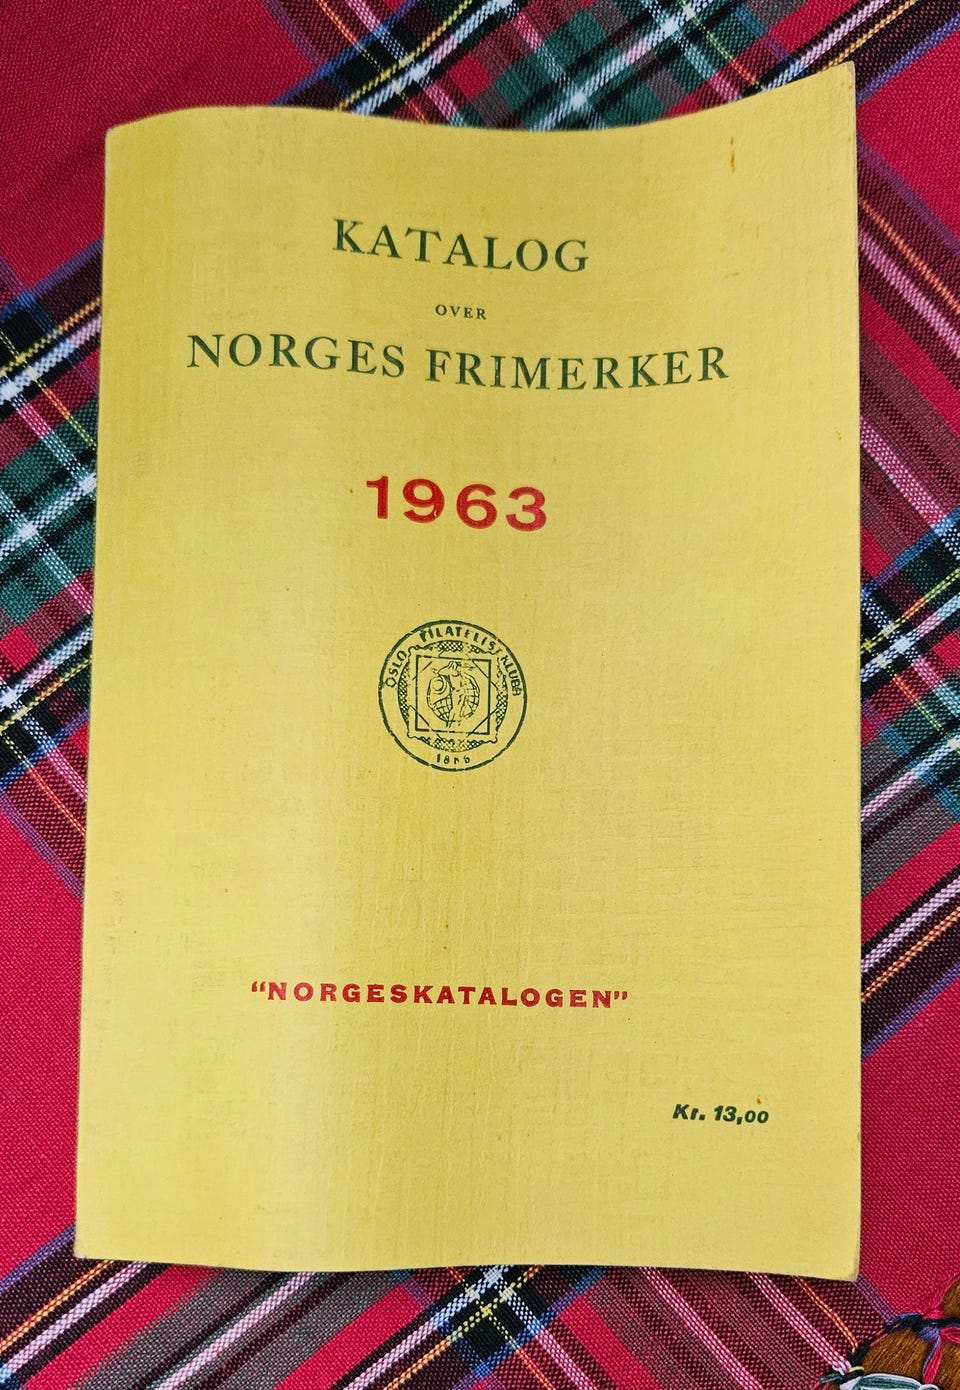 KATALOG
OVER
NORGES FRIMERKER
1963
OSLO FILATELISTKLUBB
"NORGESKATALOGEN"
Kr. 13,00